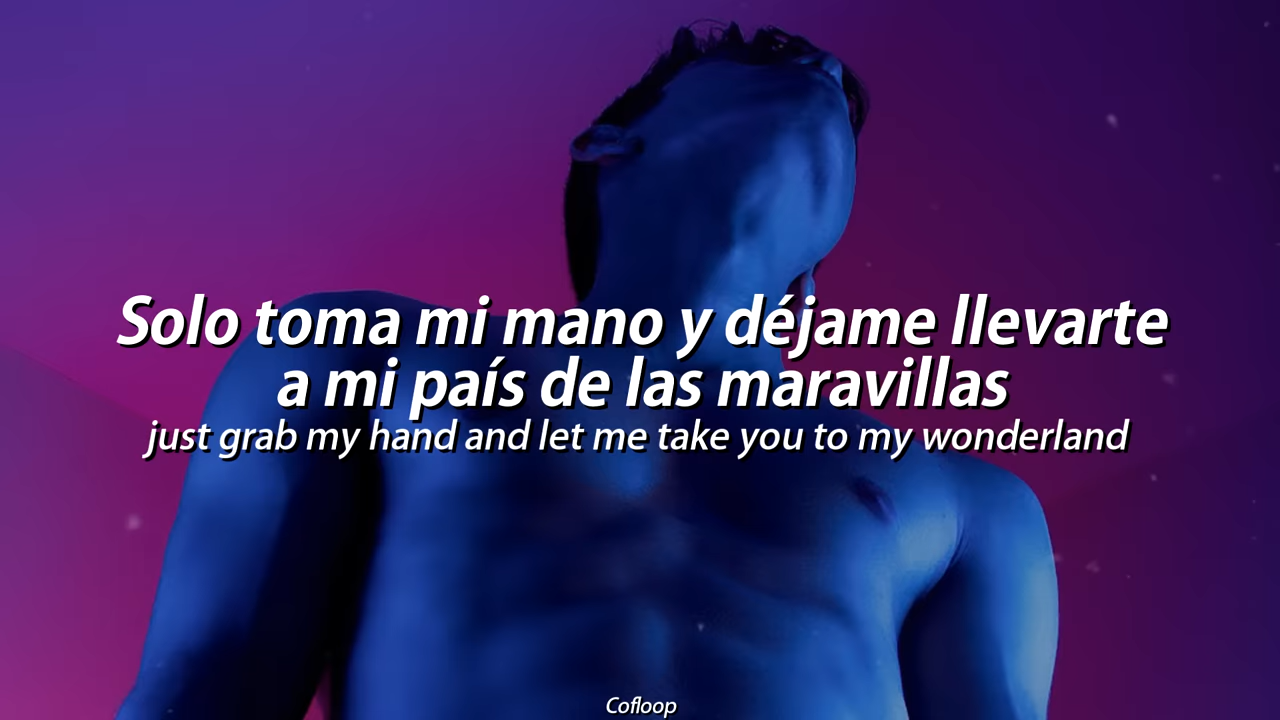 Solo toma mi mano y déjame llevarte
a mi país de las maravillas
just grab my hand and let me take you to my wonderland
Cofloop